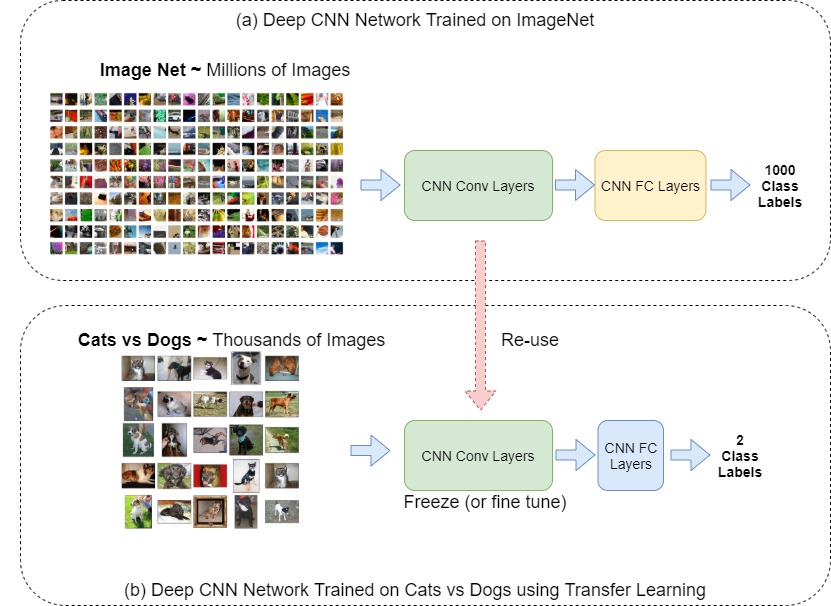 (a) Deep CNN Network Trained on ImageNet
Image Net ~ Millions of Images
CNN Conv Layers
CNN FC Layers
1000
Class
Labels
Cats vs Dogs ~ Thousands of Images
Re-use
CNN Conv Layers
CNN FC
Layers
2
Class
Labels
Freeze (or fine tune)
(b) Deep CNN Network Trained on Cats vs Dogs using Transfer Learning